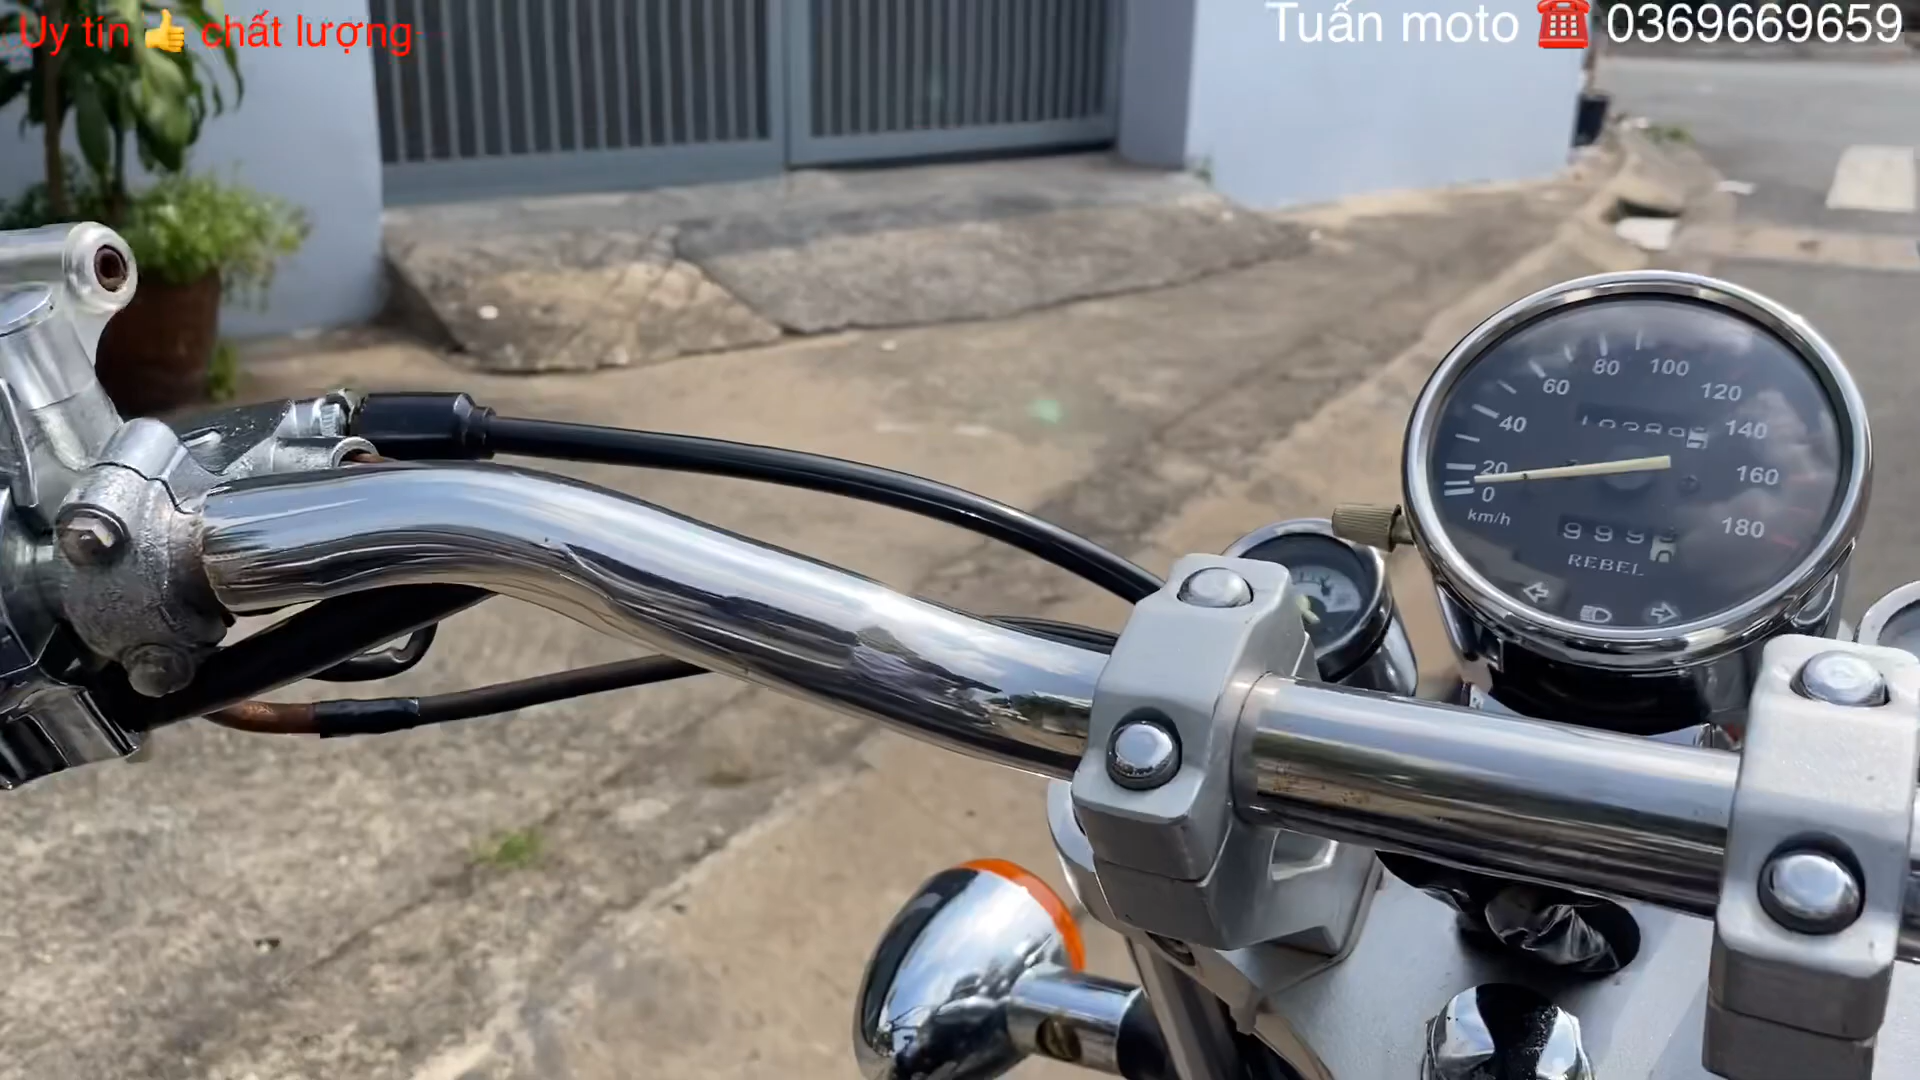 Uy tín 👍 chất lượng
Tuấn moto ☎️ 0369669659
80 100
60 120
40 140
20 160
0
km/h 180
REBEL